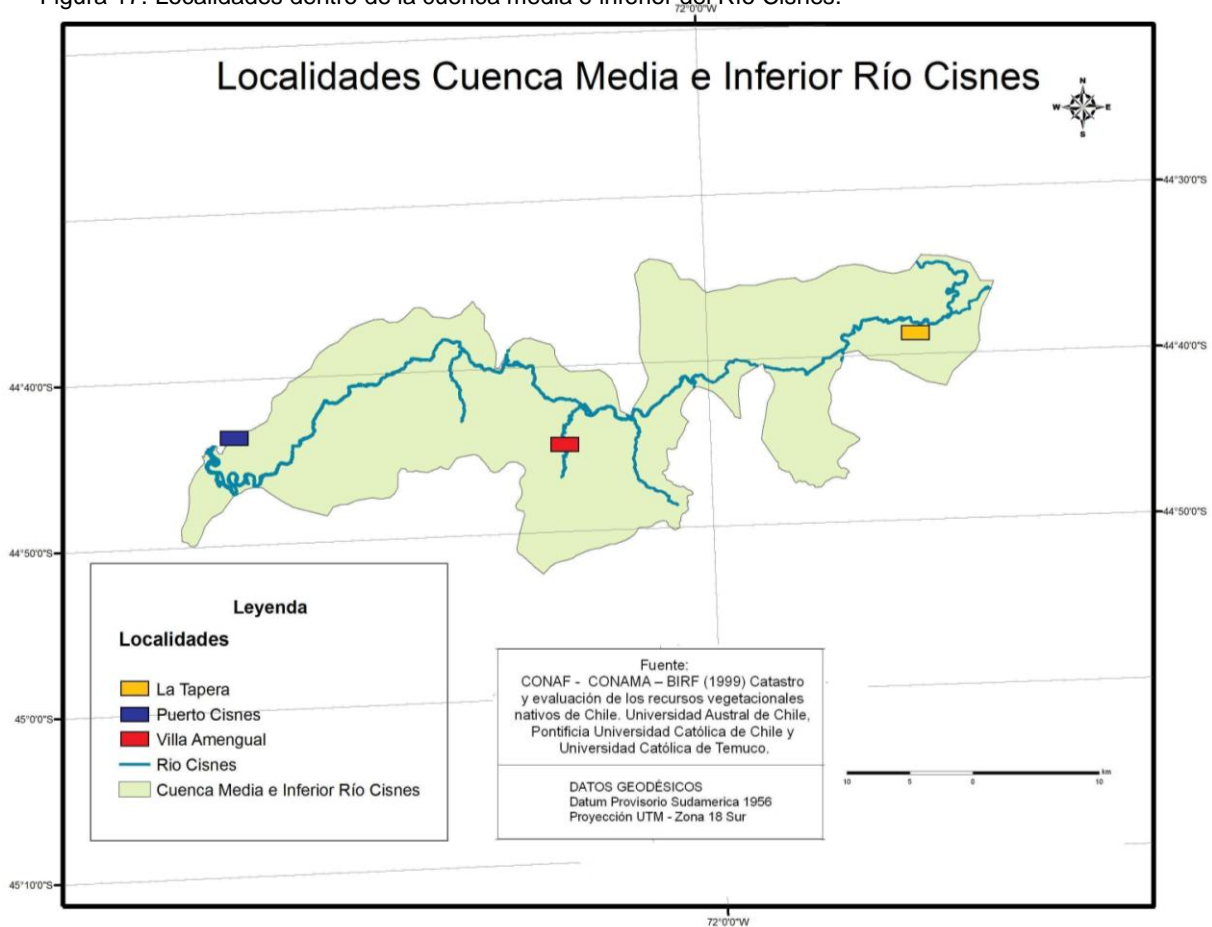 Figura 17. Localidades dentro de la cuenca media e inferior del Río Cisnes.
72°0'0"W
Localidades Cuenca Media e Inferior Río Cisnes
N
W E
S
44°30'0"S
44°40'0"S
44°40'0"S
44°50'0"S
44°50'0"S
45°0'0"S
45°10'0"S
Leyenda
Localidades
La Tapera
Puerto Cisnes
Villa Amengual
Rio Cisnes
Cuenca Media e Inferior Río Cisnes
Fuente:
CONAF - CONAMA – BIRF (1999) Catastro
y evaluación de los recursos vegetacionales
nativos de Chile. Universidad Austral de Chile,
Pontificia Universidad Católica de Chile y
Universidad Católica de Temuco.
DATOS GEODÉSICOS
Datum Provisorio Sudamerica 1956
Proyección UTM - Zona 18 Sur
km
10 5 0 10
72°0'0"W